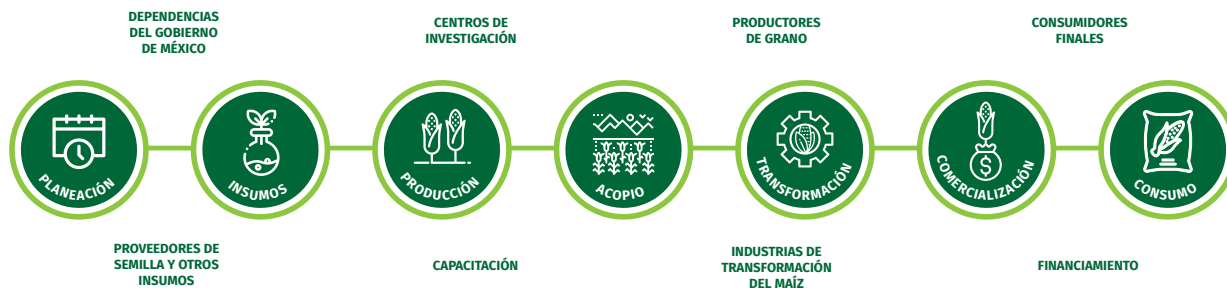 DEPENDENCIAS
DEL GOBIERNO
DE MÉXICO
CENTROS DE
INVESTIGACIÓN
PRODUCTORES
DE GRANO
CONSUMIDORES
FINALES
PLANEACIÓN
INSUMOS
PRODUCCIÓN
ACOPIO
TRANSFORMACIÓN
$
COMERCIALIZACIÓN
CONSUMO
PROVEEDORES DE
SEMILLA Y OTROS
INSUMOS
CAPACITACIÓN
INDUSTRIAS DE
TRANSFORMACIÓN
DEL MAÍZ
FINANCIAMIENTO